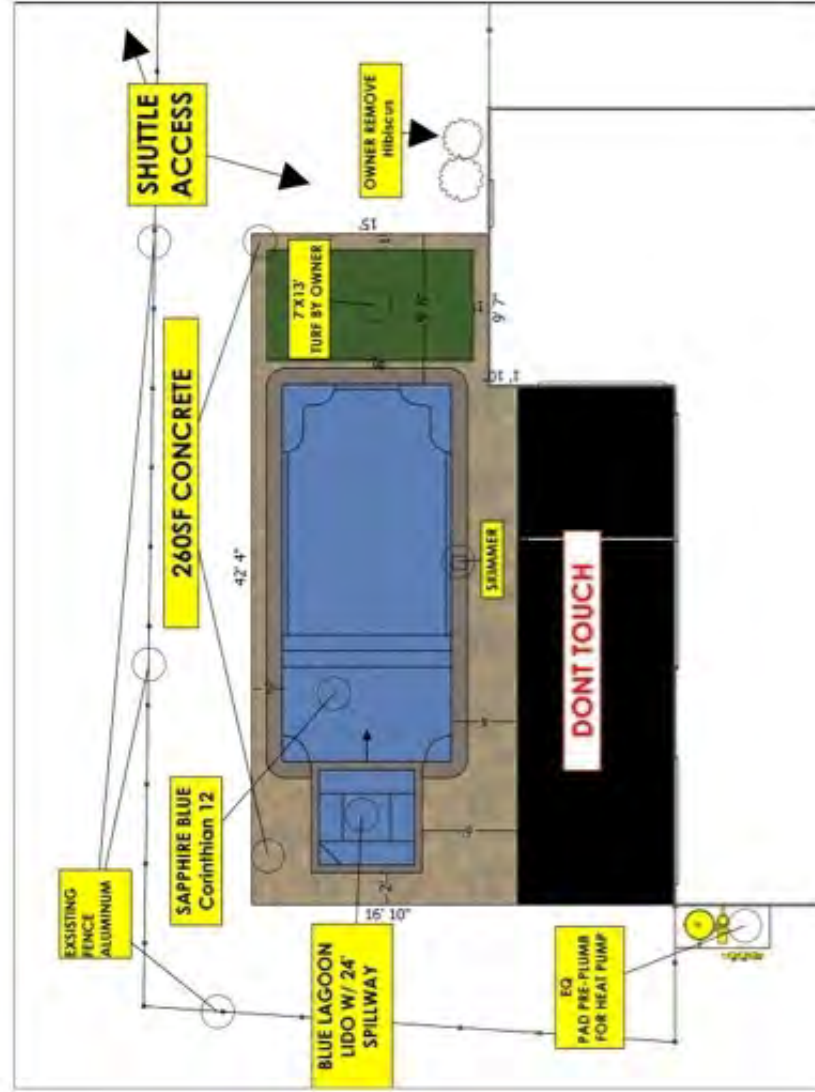 SHUTTLE
ACCESS
OWNER REMOVE
Hibiscus
15'
7'X13'
TURF BY OWNER
9' 6"
9' 7"
1' 10"
260SF CONCRETE
42' 4"
SKIMMER
DONT TOUCH
SAPPHIRE BLUE
Corinthian 12
EXSISTING
FENCE
ALUMINUM
16' 10"
BLUE LAGOON
LIDO W/ 24'
SPILLWAY
EQ
PAD PRE-PLUMB
FOR HEAT PUMP